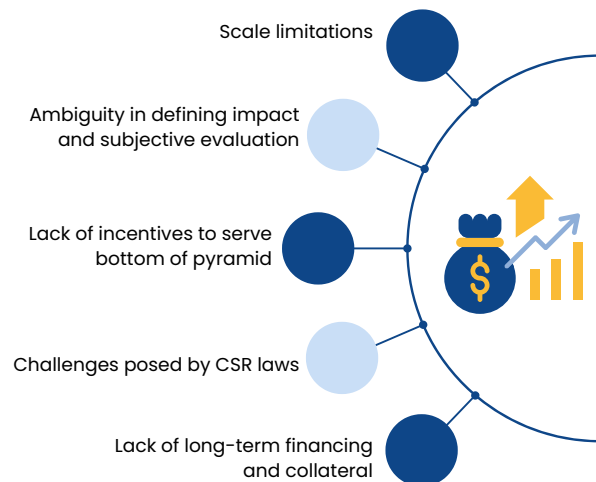 Scale limitations
Ambiguity in defining impact
and subjective evaluation
Lack of incentives to serve
bottom of pyramid
$
Challenges posed by CSR laws
Lack of long-term financing
and collateral